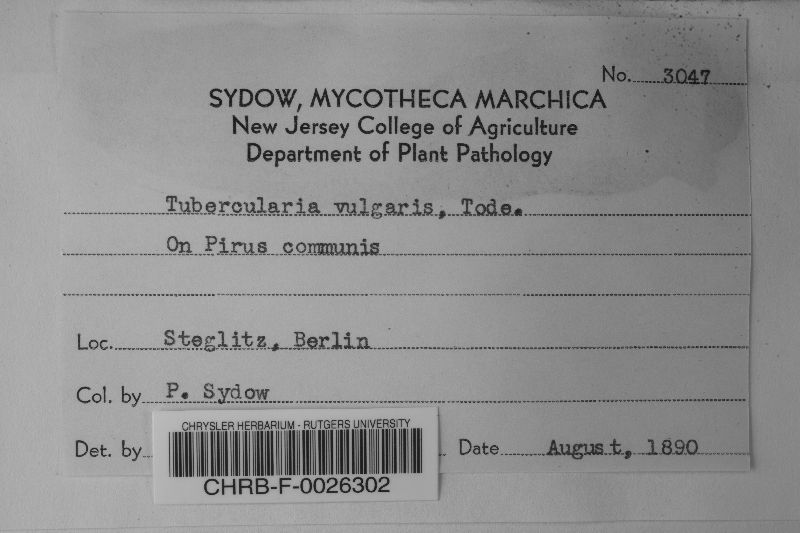 No. 3047
SYDOW, MYCOTHECA MARCHICA
New Jersey College of Agriculture
Department of Plant Pathology
Tubercularia vulgaris, Tode.
On Pirus communis
Loc. Steglitz, Berlin
Col. by P. Sydow
Det. by
Date August, 1890
CHRYSLER HERBARIUM - RUTGERS UNIVERSITY
CHRB-F-0026302